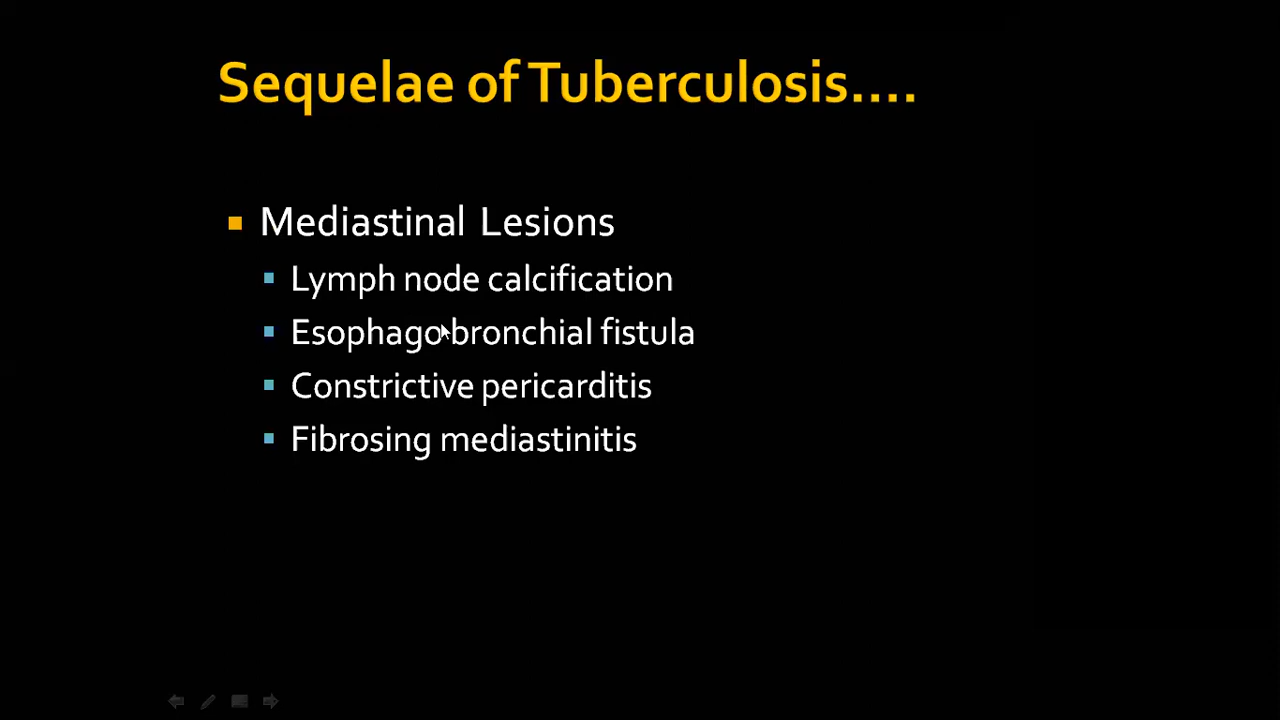 Sequelae of Tuberculosis....
Mediastinal Lesions
Lymph node calcification
Esophagobronchial fistula
Constrictive pericarditis
Fibrosing mediastinitis